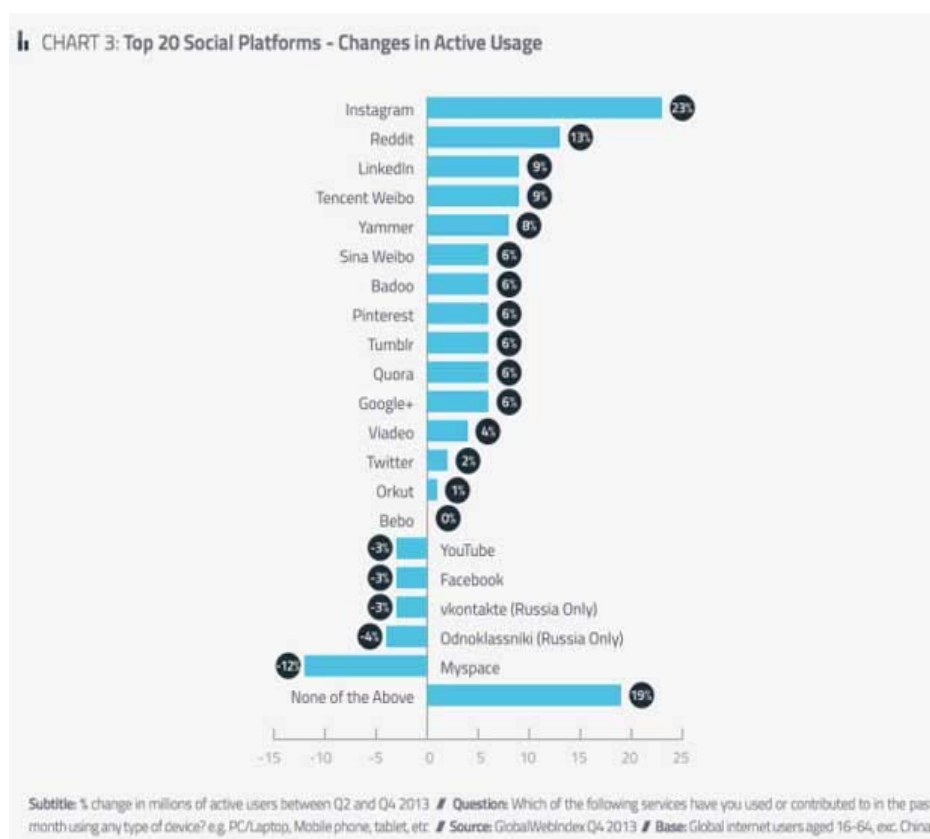 CHART 3: Top 20 Social Platforms - Changes in Active Usage
Instagram 23%
Reddit 13%
LinkedIn 9%
Tencent Weibo 9%
Yammer 8%
Sina Weibo 6%
Badoo 6%
Pinterest 6%
Tumblr 6%
Quora 6%
Google+ 6%
Viadeo 4%
Twitter 2%
Orkut 1%
Bebo 0%
-3% YouTube
-3% Facebook
-3% vkontakte (Russia Only)
-4% Odnoklassniki (Russia Only)
-12% Myspace
None of the Above 19%
-15 -10 -5 0 5 10 15 20 25
Subtitle: % change in millions of active users between Q2 and Q4 2013 // Question: Which of the following services have you used or contributed to in the pas
month using any type of device? e.g. PC/Laptop, Mobile phone, tablet, etc // Source: GlobalWebIndex Q4 2013 // Base: Global internet users aged 16-64, exc. China